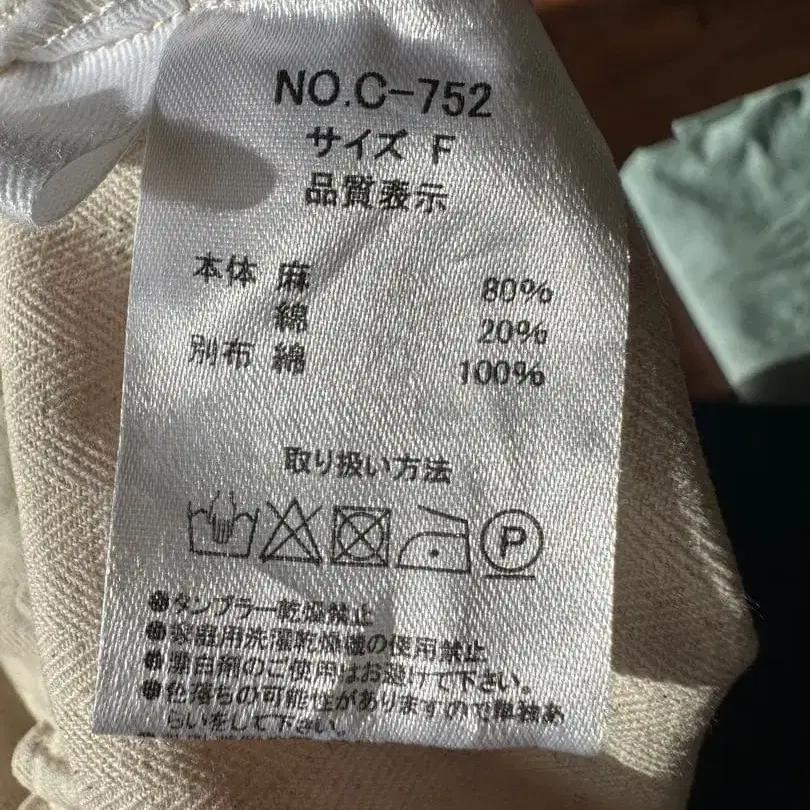 NO.C-752
サイズ F
品質表示
本体 麻 80%
綿 20%
別布 綿 100%
取り扱い方法
P
●タンブラー乾燥禁止
●家庭用洗濯乾燥機の使用禁止
●漂白剤のご使用はお避けて下さい。
●色落ちの可能性がありますので単独あ
らいをして下さい。